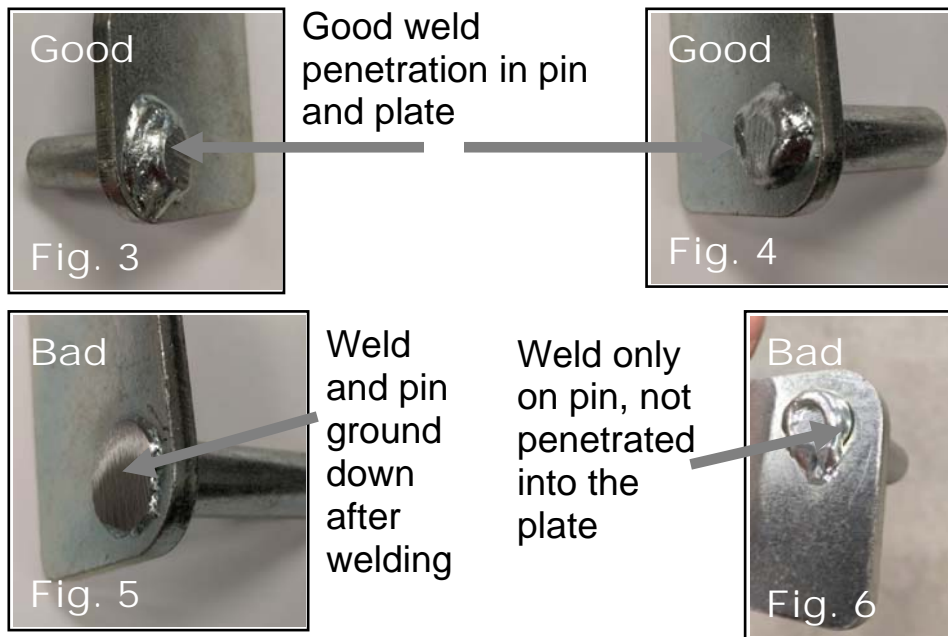 Good
Good weld
penetration in pin
and plate
Good
Fig. 3
Fig. 4
Bad
Weld
and pin
ground
down
after
welding
Fig. 5
Weld only
on pin, not
penetrated
into the
plate
Bad
Fig. 6